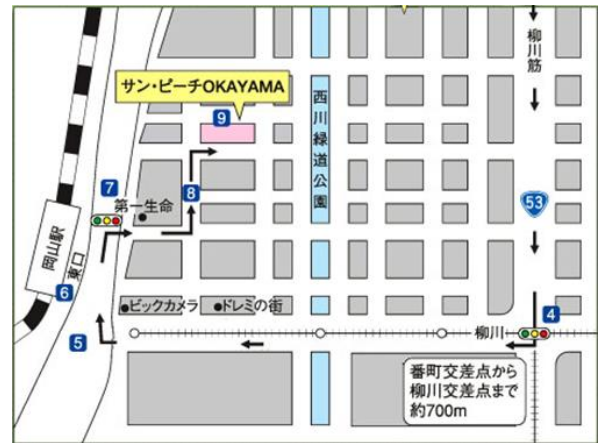 柳川筋
サン・ピーチOKAYAMA
9
西川緑道公園
7
第一生命
8
53
岡山駅
東口
6
ビックカメラ
ドレミの街
4
5
柳川
番町交差点から
柳川交差点まで
約700m